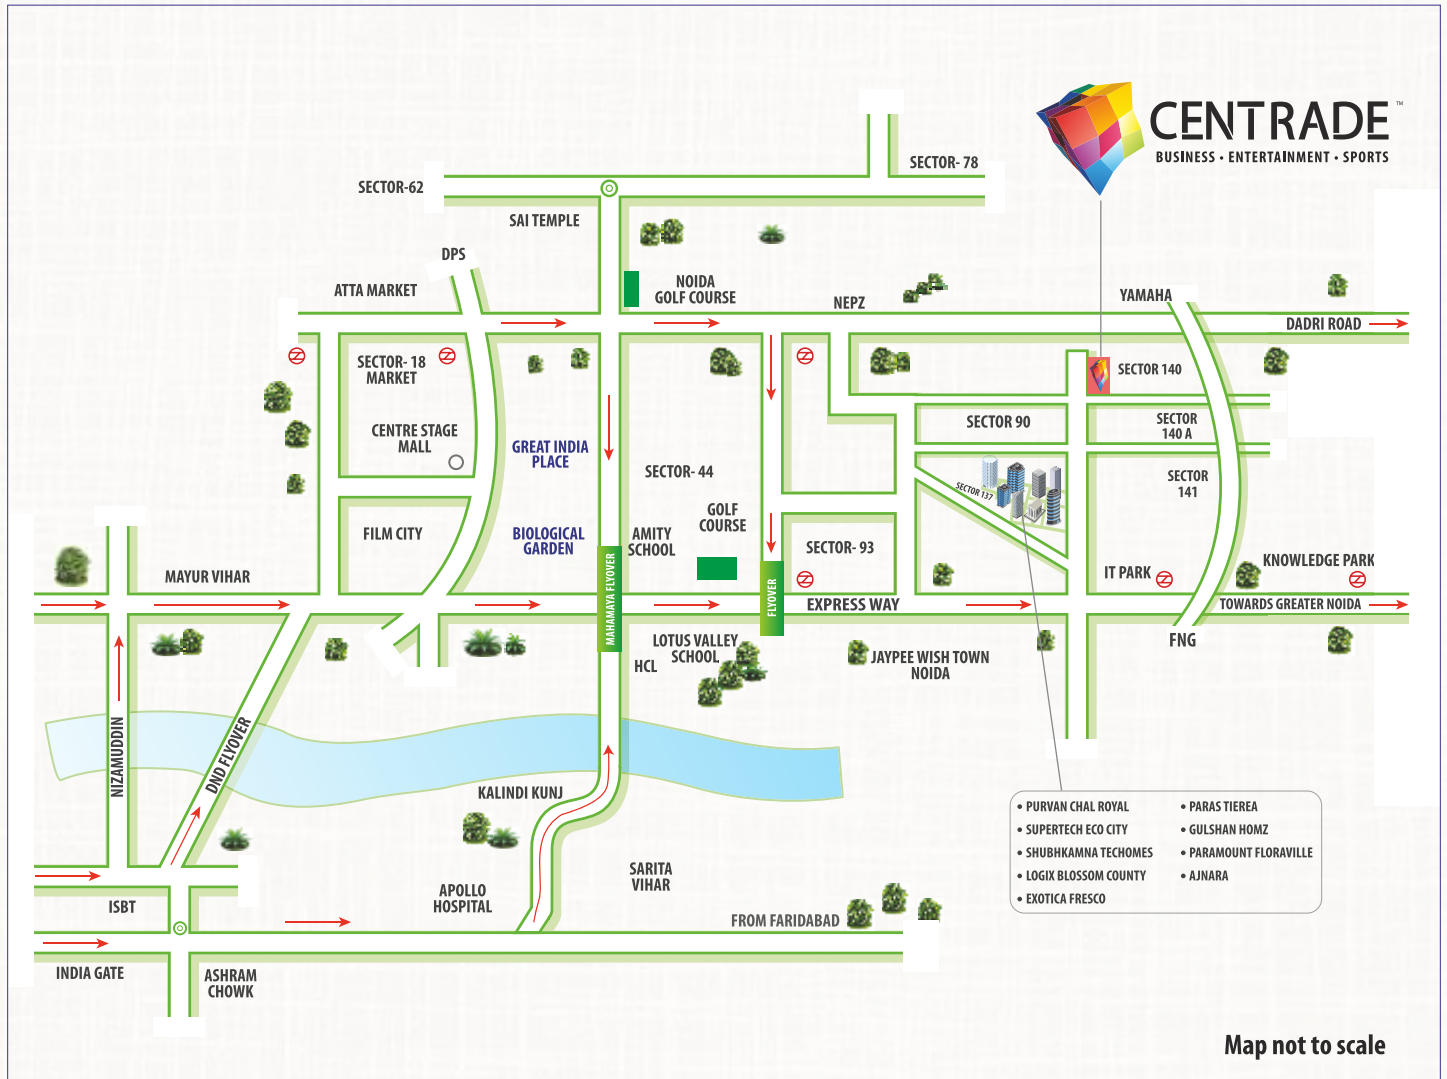 CENTRADE™
BUSINESS • ENTERTAINMENT • SPORTS
SECTOR- 78
SECTOR-62
SAI TEMPLE
DPS
ATTA MARKET
NOIDA
GOLF COURSE
NEPZ
YAMAHA
DADRI ROAD
SECTOR- 18
MARKET
SECTOR 140
CENTRE STAGE
MALL
GREAT INDIA
PLACE
SECTOR 90
SECTOR
140 A
SECTOR- 44
SECTOR 137
SECTOR
141
GOLF
COURSE
FILM CITY
BIOLOGICAL
GARDEN
AMITY
SCHOOL
SECTOR- 93
MAYUR VIHAR
IT PARK
KNOWLEDGE PARK
MAHAMAYA FLYOVER
FLYOVER
EXPRESS WAY
TOWARDS GREATER NOIDA
LOTUS VALLEY
SCHOOL
HCL
JAYPEE WISH TOWN
NOIDA
FNG
NIZAMUDDIN
DND FLYOVER
KALINDI KUNJ
• PURVAN CHAL ROYAL
• SUPERTECH ECO CITY
• SHUBHKAMNA TECHOMES
• LOGIX BLOSSOM COUNTY
• EXOTICA FRESCO
• PARAS TIEREA
• GULSHAN HOMZ
• PARAMOUNT FLORAVILLE
• AJNARA
SARITA
VIHAR
APOLLO
HOSPITAL
ISBT
FROM FARIDABAD
INDIA GATE
ASHRAM
CHOWK
Map not to scale